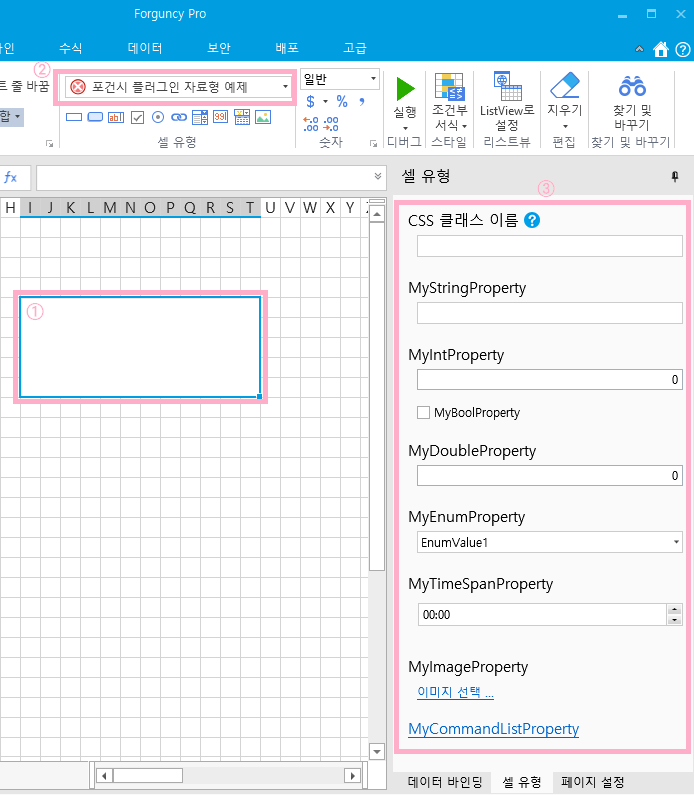 Forguncy Pro
수식 데이터 보안 배포 고급
②
트 줄 바꿈
포건시 플러그인 자료형 예제
일반
합
$ % ,
.00 .00
셀 유형
숫자
실행
디버그
조건부
서식
스타일
ListView로
설정
리스트뷰
지우기
편집
찾기 및
바꾸기
찾기 및 바꾸기
fx
H I J K L M N O P Q R S T U V W X Y
①
셀 유형
③
CSS 클래스 이름 ?
MyStringProperty
MyIntProperty
0
MyBoolProperty
MyDoubleProperty
0
MyEnumProperty
EnumValue1
MyTimeSpanProperty
00:00
MyImageProperty
이미지 선택 ...
MyCommandListProperty
데이터 바인딩 셀 유형 페이지 설정